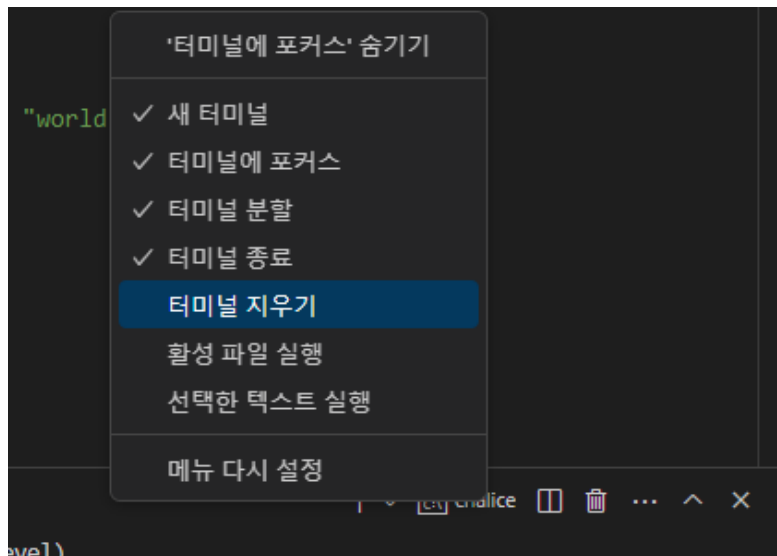 '터미널에 포커스' 숨기기
"world
새 터미널
터미널에 포커스
터미널 분할
터미널 종료
터미널 지우기
활성 파일 실행
선택한 텍스트 실행
메뉴 다시 설정
chalice
evel)